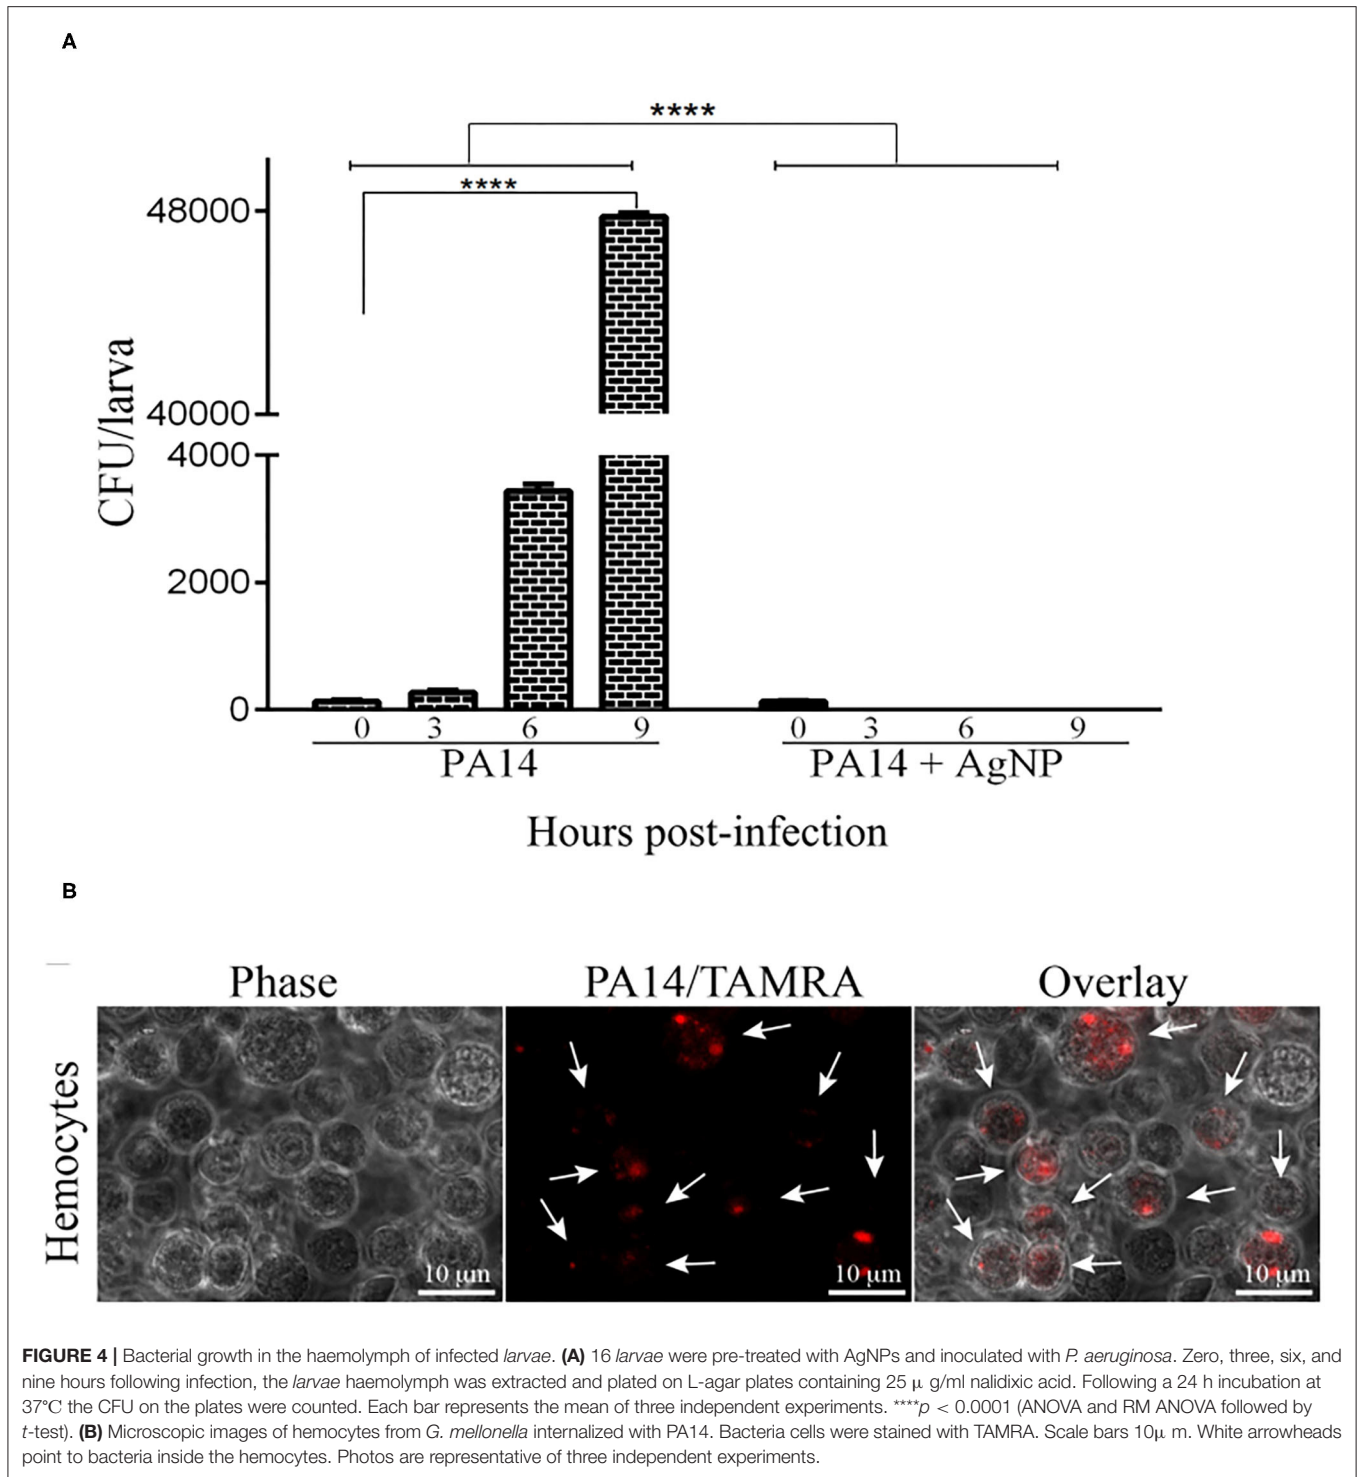 A
****
****
48000
40000
4000
2000
0
CFU/larva
0 3 6 9 0 3 6 9
PA14 PA14 + AgNP
Hours post-infection
B
Phase PA14/TAMRA Overlay
Hemocytes
10 µm 10 µm 10 µm
FIGURE 4 | Bacterial growth in the haemolymph of infected larvae. (A) 16 larvae were pre-treated with AgNPs and inoculated with P. aeruginosa. Zero, three, six, and
nine hours following infection, the larvae haemolymph was extracted and plated on L-agar plates containing 25 µ g/ml nalidixic acid. Following a 24 h incubation at
37°C the CFU on the plates were counted. Each bar represents the mean of three independent experiments. ****p < 0.0001 (ANOVA and RM ANOVA followed by
t-test). (B) Microscopic images of hemocytes from G. mellonella internalized with PA14. Bacteria cells were stained with TAMRA. Scale bars 10µ m. White arrowheads
point to bacteria inside the hemocytes. Photos are representative of three independent experiments.